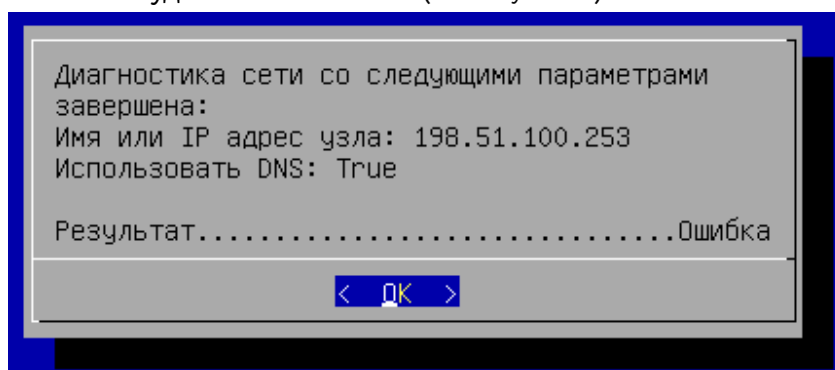 Диагностика сети со следующими параметрами
завершена:
Имя или IP адрес узла: 198.51.100.253
Использовать DNS: True
Результат...............................Ошибка
< OK >